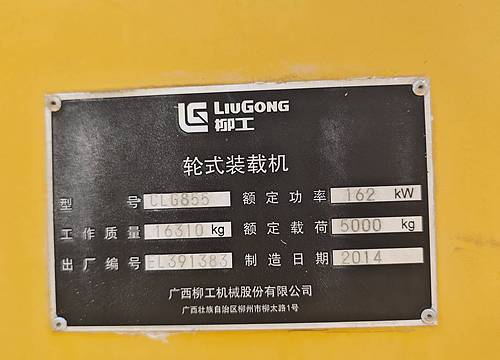 LiuGong
柳工
轮式装载机
型 号 CLG855 额定功率 162 kW
工作质量 16310 kg 额定载荷 5000 kg
出厂编号 EL391383 制造日期 2014
广西柳工机械股份有限公司
广西壮族自治区柳州市柳太路1号